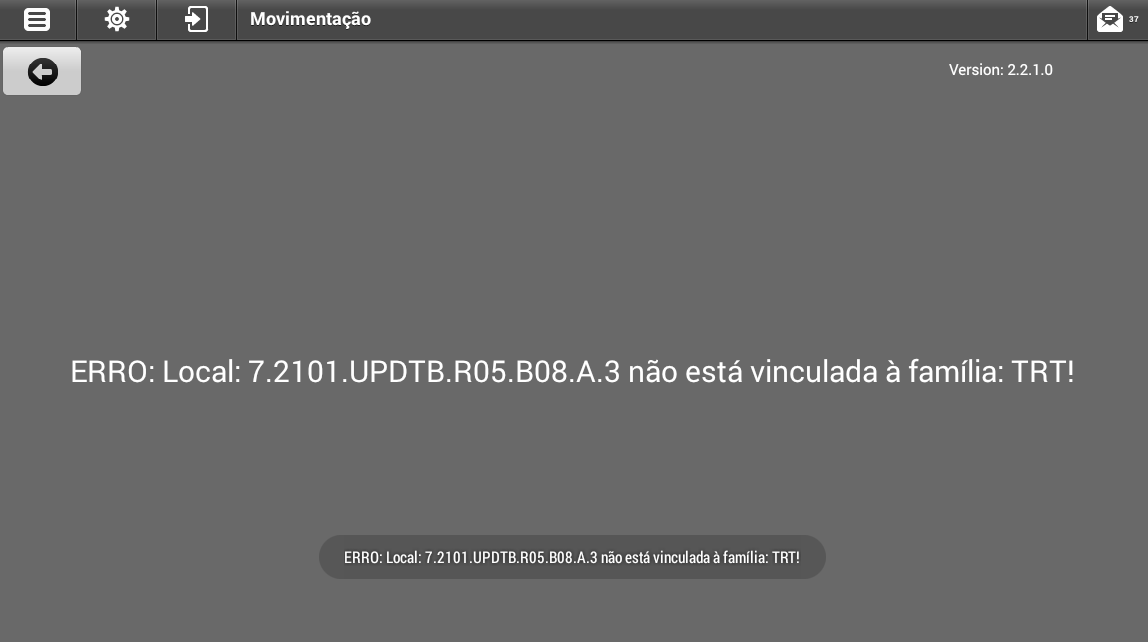 Movimentação
37
Version: 2.2.1.0
ERRO: Local: 7.2101.UPDTB.R05.B08.A.3 não está vinculada à família: TRT!
ERRO: Local: 7.2101.UPDTB.R05.B08.A.3 não está vinculada à família: TRT!